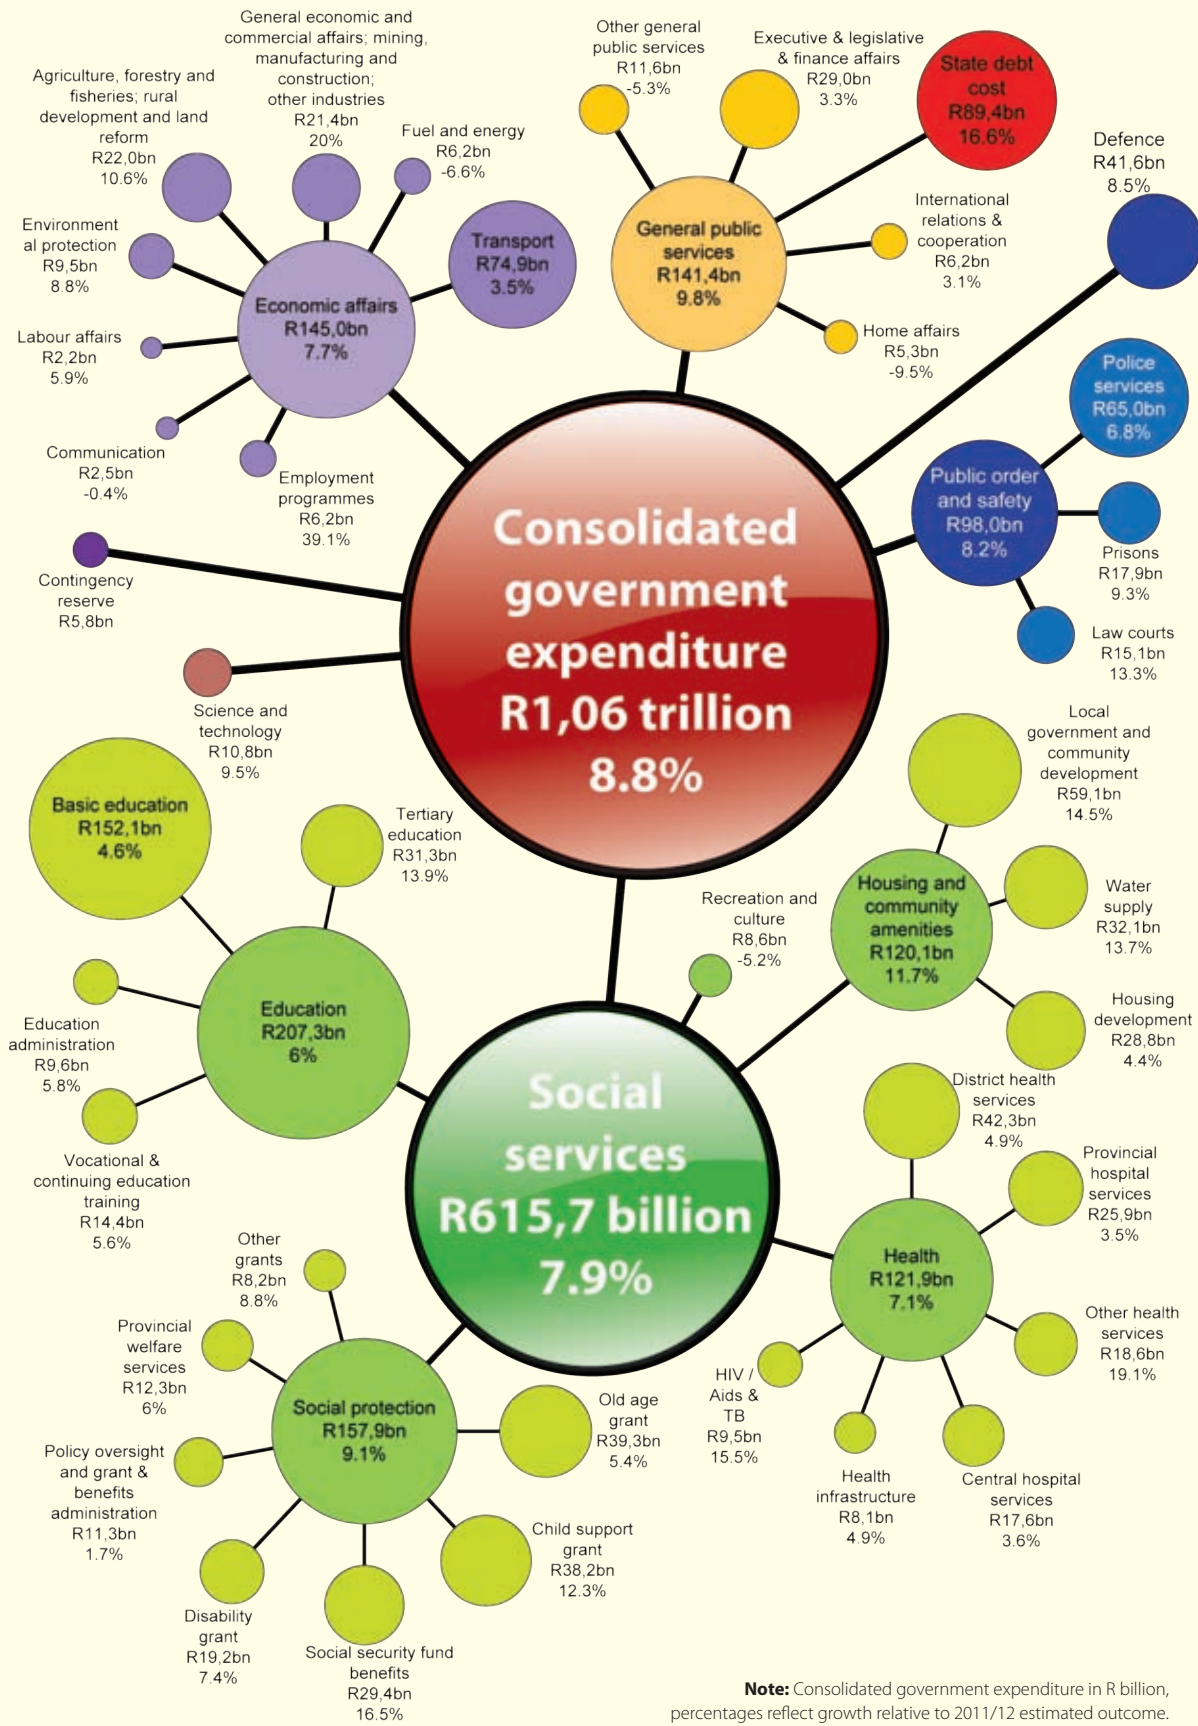 General economic and
commercial affairs; mining,
manufacturing and
construction;
other industries
R21,4bn
20%
Agriculture, forestry and
fisheries; rural
development and land
reform
R22,0bn
10.6%
Fuel and energy
R6,2bn
-6.6%
Environment
al protection
R9,5bn
8.8%
Transport
R74,9bn
3.5%
Economic affairs
R145,0bn
7.7%
Labour affairs
R2,2bn
5.9%
Communication
R2,5bn
-0.4%
Employment
programmes
R6,2bn
39.1%
Other general
public services
R11,6bn
-5.3%
Executive & legislative
& finance affairs
R29,0bn
3.3%
State debt
cost
R89,4bn
16.6%
General public
services
R141,4bn
9.8%
International
relations &
cooperation
R6,2bn
3.1%
Home affairs
R5,3bn
-9.5%
Defence
R41,6bn
8.5%
Police
services
R65,0bn
6.8%
Public order
and safety
R98,0bn
8.2%
Prisons
R17,9bn
9.3%
Law courts
R15,1bn
13.3%
Contingency
reserve
R5,8bn
Science and
technology
R10,8bn
9.5%
Consolidated
government
expenditure
R1,06 trillion
8.8%
Basic education
R152,1bn
4.6%
Tertiary
education
R31,3bn
13.9%
Education
R207,3bn
6%
Education
administration
R9,6bn
5.8%
Vocational &
continuing education
training
R14,4bn
5.6%
Recreation and
culture
R8,6bn
-5.2%
Local
government and
community
development
R59,1bn
14.5%
Housing and
community
amenities
R120,1bn
11.7%
Water
supply
R32,1bn
13.7%
Housing
development
R28,8bn
4.4%
Social
services
R615,7 billion
7.9%
District health
services
R42,3bn
4.9%
Provincial
hospital
services
R25,9bn
3.5%
Health
R121,9bn
7.1%
Other health
services
R18,6bn
19.1%
HIV /
Aids &
TB
R9,5bn
15.5%
Health
infrastructure
R8,1bn
4.9%
Central hospital
services
R17,6bn
3.6%
Other
grants
R8,2bn
8.8%
Provincial
welfare
services
R12,3bn
6%
Social protection
R157,9bn
9.1%
Old age
grant
R39,3bn
5.4%
Policy oversight
and grant &
benefits
administration
R11,3bn
1.7%
Child support
grant
R38,2bn
12.3%
Disability
grant
R19,2bn
7.4%
Social security fund
benefits
R29,4bn
16.5%
Note: Consolidated government expenditure in R billion,
percentages reflect growth relative to 2011/12 estimated outcome.